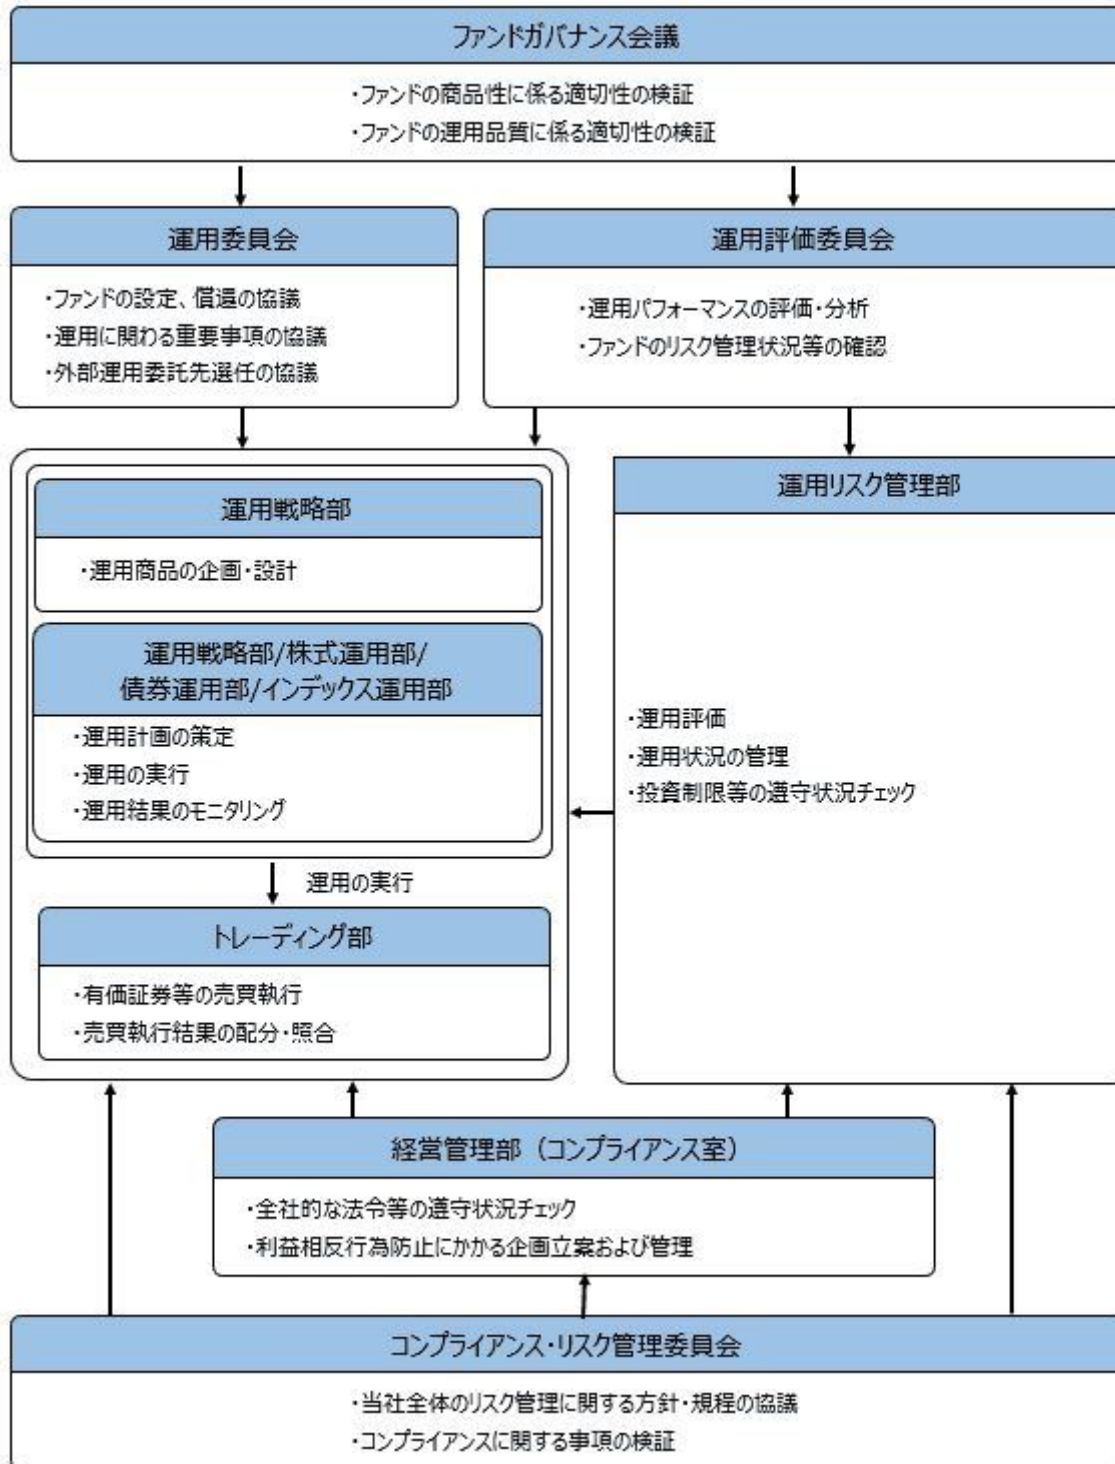 ファンドガバナンス会議
・ファンドの商品性に係る適切性の検証
・ファンドの運用品質に係る適切性の検証
運用委員会
・ファンドの設定、償還の協議
・運用に関わる重要事項の協議
・外部運用委託先選任の協議
運用評価委員会
・運用パフォーマンスの評価・分析
・ファンドのリスク管理状況等の確認
運用戦略部
・運用商品の企画・設計
運用戦略部/株式運用部/
債券運用部/インデックス運用部
・運用計画の策定
・運用の実行
・運用結果のモニタリング
運用の実行
トレーディング部
・有価証券等の売買執行
・売買執行結果の配分・照合
運用リスク管理部
・運用評価
・運用状況の管理
・投資制限等の遵守状況チェック
経営管理部（コンプライアンス室）
・全社的な法令等の遵守状況チェック
・利益相反行為防止にかかる企画立案および管理
コンプライアンス・リスク管理委員会
・当社全体のリスク管理に関する方針・規程の協議
・コンプライアンスに関する事項の検証